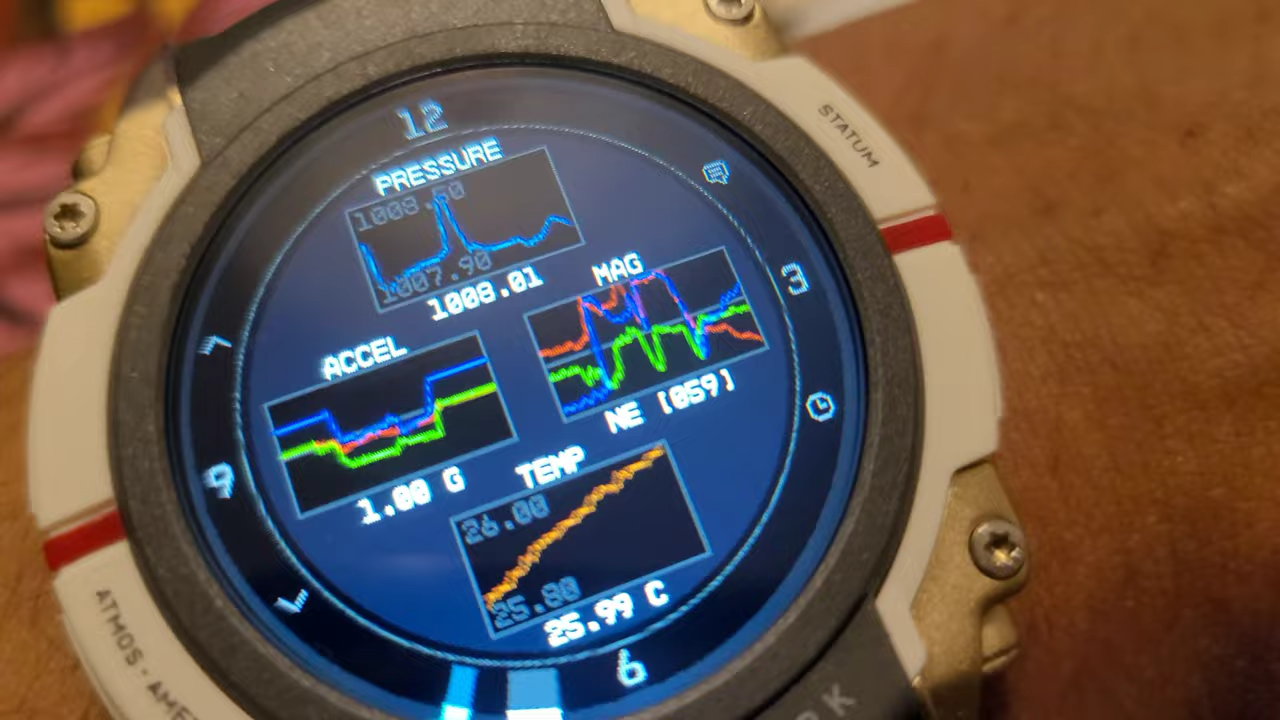 12
STATUM
PRESSURE
1008.50
1007.90
1008.01
MAG
3
ACCEL
NE [059]
9
1.00 G
TEMP
26.00
25.80
25.99 C
6
ATMOS · AME